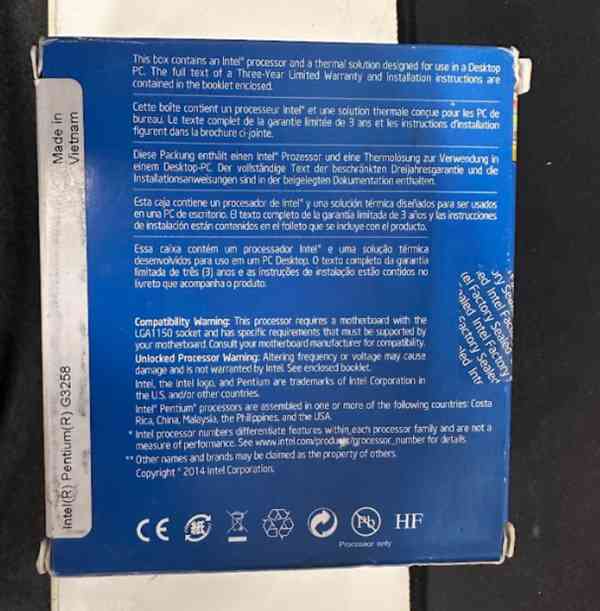 This box contains an Intel® processor and a thermal solution designed for use in a Desktop
PC. The full text of a Three-Year Limited Warranty and installation instructions are
contained in the booklet enclosed.
Cette boîte contient un processeur Intel® et une solution thermale conçue pour les PC de
bureau. Le texte complet de la garantie limitée de 3 ans et les instructions d'installation
figurent dans la brochure ci-jointe.
Diese Packung enthält einen Intel® Prozessor und eine Thermolösung zur Verwendung in
einem Desktop-PC. Der vollständige Text der beschränkten Dreijahresgarantie und die
Installationsanweisungen sind in der beigelegten Dokumentation enthalten.
Esta caja contiene un procesador de Intel® y una solución térmica diseñados para ser usados
en una PC de escritorio. El texto completo de la garantía limitada de 3 años y las instrucciones
de instalación están contenidos en el folleto que se incluye con el producto.
Essa caixa contém um processador Intel® e uma solução térmica
desenvolvidos para uso em um PC Desktop. O texto completo da garantia
limitada de três (3) anos e as instruções de instalação estão contidos no
livreto que acompanha o produto.
Compatibility Warning: This processor requires a motherboard with the
LGA1150 socket and has specific requirements that must be supported by
your motherboard. Consult your motherboard manufacturer for compatibility.
Unlocked Processor Warning: Altering frequency or voltage may cause
damage and is not warranted by Intel. See enclosed booklet.
Intel, the Intel logo, and Pentium are trademarks of Intel Corporation in
the U.S. and/or other countries.
Intel® Pentium® processors are assembled in one or more of the following countries: Costa
Rica, China, Malaysia, the Philippines, and the USA.
* Intel processor numbers differentiate features within each processor family and are not a
measure of performance. See www.intel.com/products/processor_number for details.
** Other names and brands may be claimed as the property of others.
Copyright © 2014 Intel Corporation.
CE
紙
Pb
HF
Processor only
Made in
Vietnam
Intel(R) Pentium(R) G3258
Intel Factory
Factory Sealed
Sealed Intel Factory
Factory Sealed